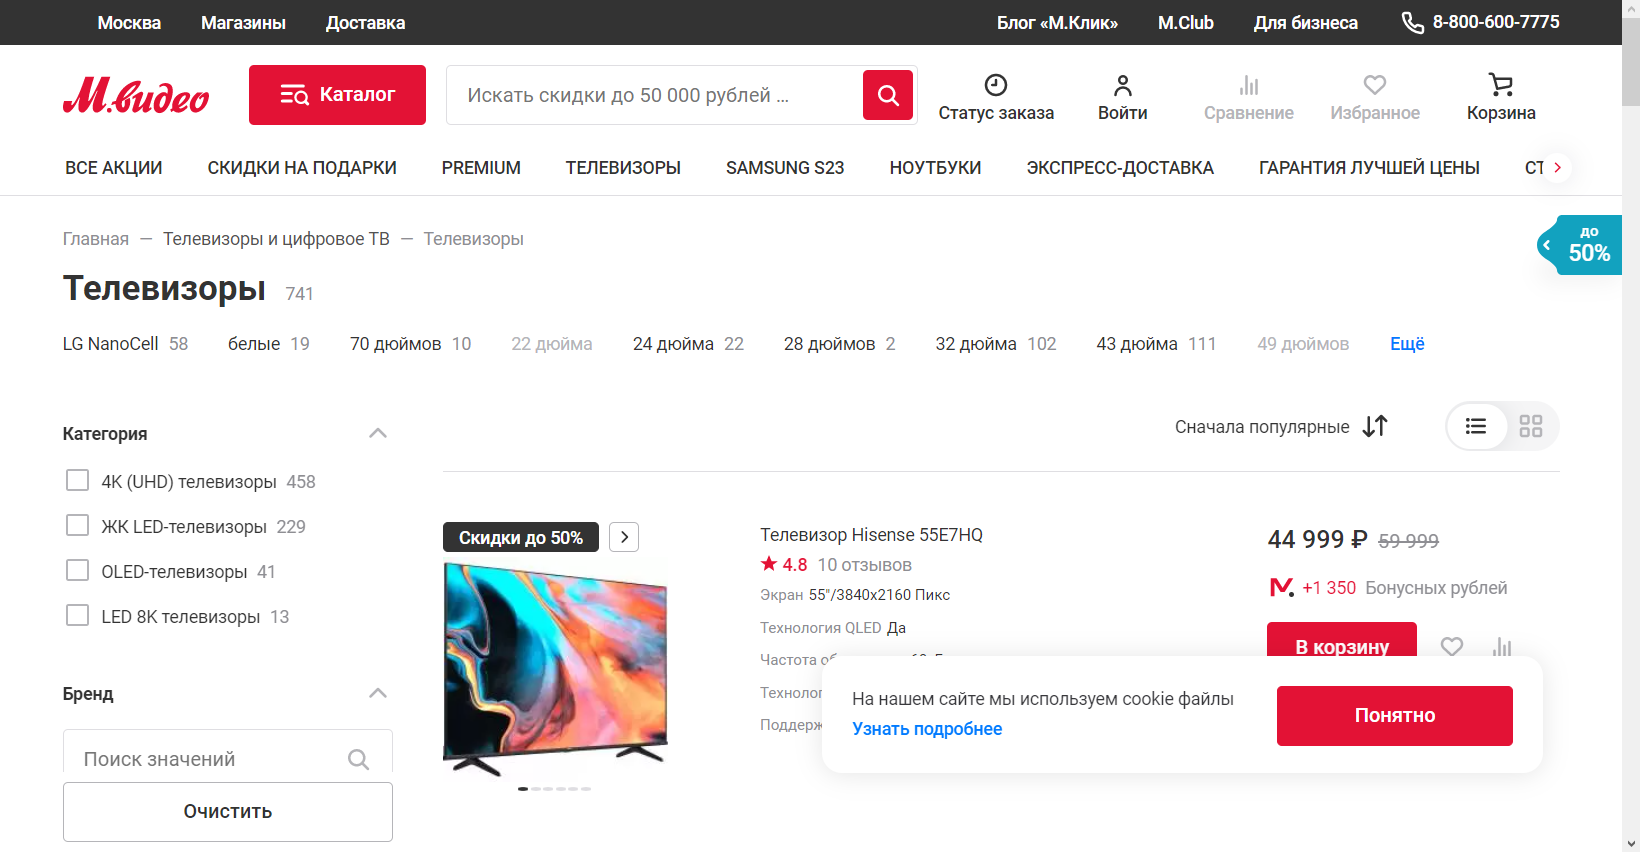 Москва Магазины Доставка Блог «М.Клик» M.Club Для бизнеса 8-800-600-7775
М.видео Каталог Искать скидки до 50 000 рублей ... Статус заказа Войти Сравнение Избранное Корзина
ВСЕ АКЦИИ СКИДКИ НА ПОДАРКИ PREMIUM ТЕЛЕВИЗОРЫ SAMSUNG S23 НОУТБУКИ ЭКСПРЕСС-ДОСТАВКА ГАРАНТИЯ ЛУЧШЕЙ ЦЕНЫ СТ
Главная — Телевизоры и цифровое ТВ — Телевизоры
до
50%
Телевизоры 741
LG NanoCell 58 белые 19 70 дюймов 10 22 дюйма 24 дюйма 22 28 дюймов 2 32 дюйма 102 43 дюйма 111 49 дюймов Ещё
Сначала популярные
Категория
4K (UHD) телевизоры 458
ЖК LED-телевизоры 229
OLED-телевизоры 41
LED 8K телевизоры 13
Бренд
Поиск значений
Очистить
Скидки до 50%
Телевизор Hisense 55E7HQ
4.8 10 отзывов
Экран 55"/3840x2160 Пикс
Технология QLED Да
Частота
44 999 ₽ 59 999
+1 350 Бонусных рублей
В корзину
На нашем сайте мы используем cookie файлы
Узнать подробнее
Понятно